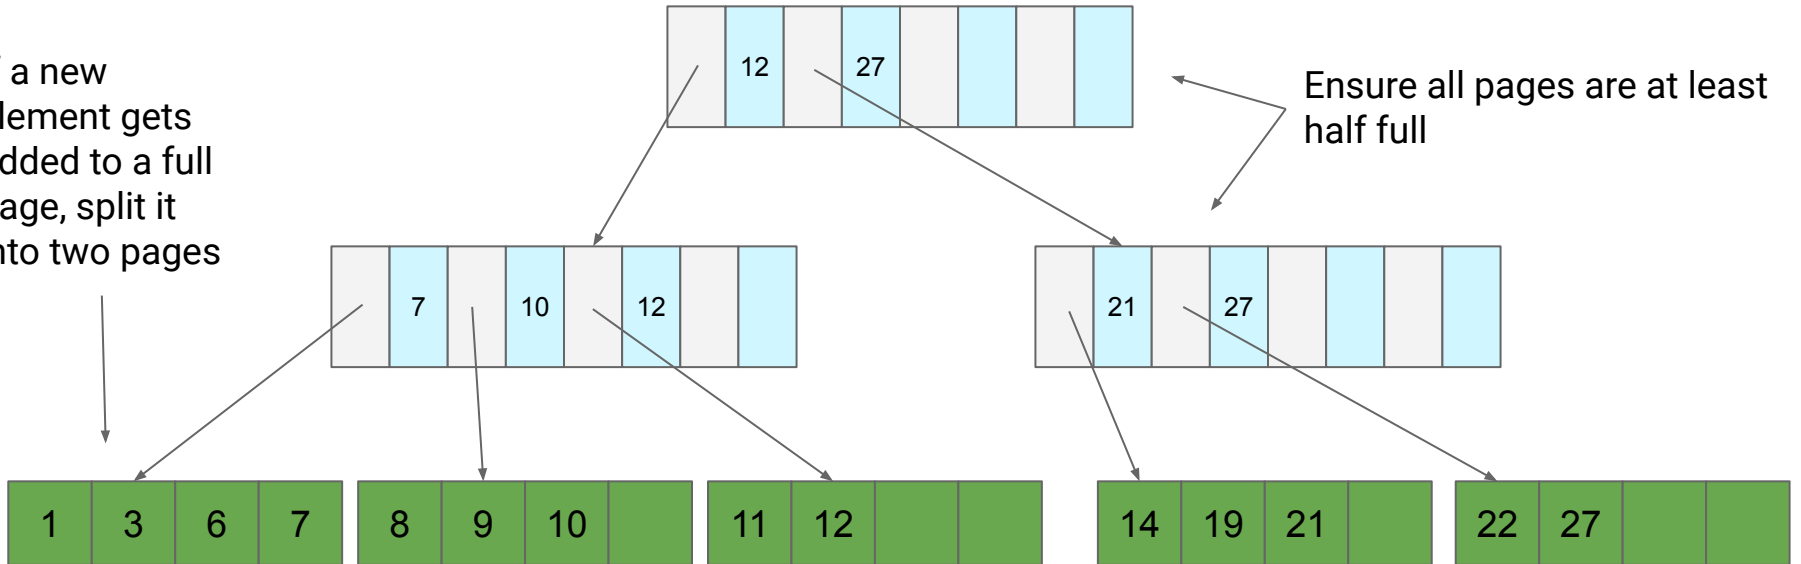 a new
lement gets
dded to a full
age, split it
nto two pages
12 27
Ensure all pages are at least
half full
7 10 12
21 27
1 3 6 7
8 9 10
11 12
14 19 21
22 27